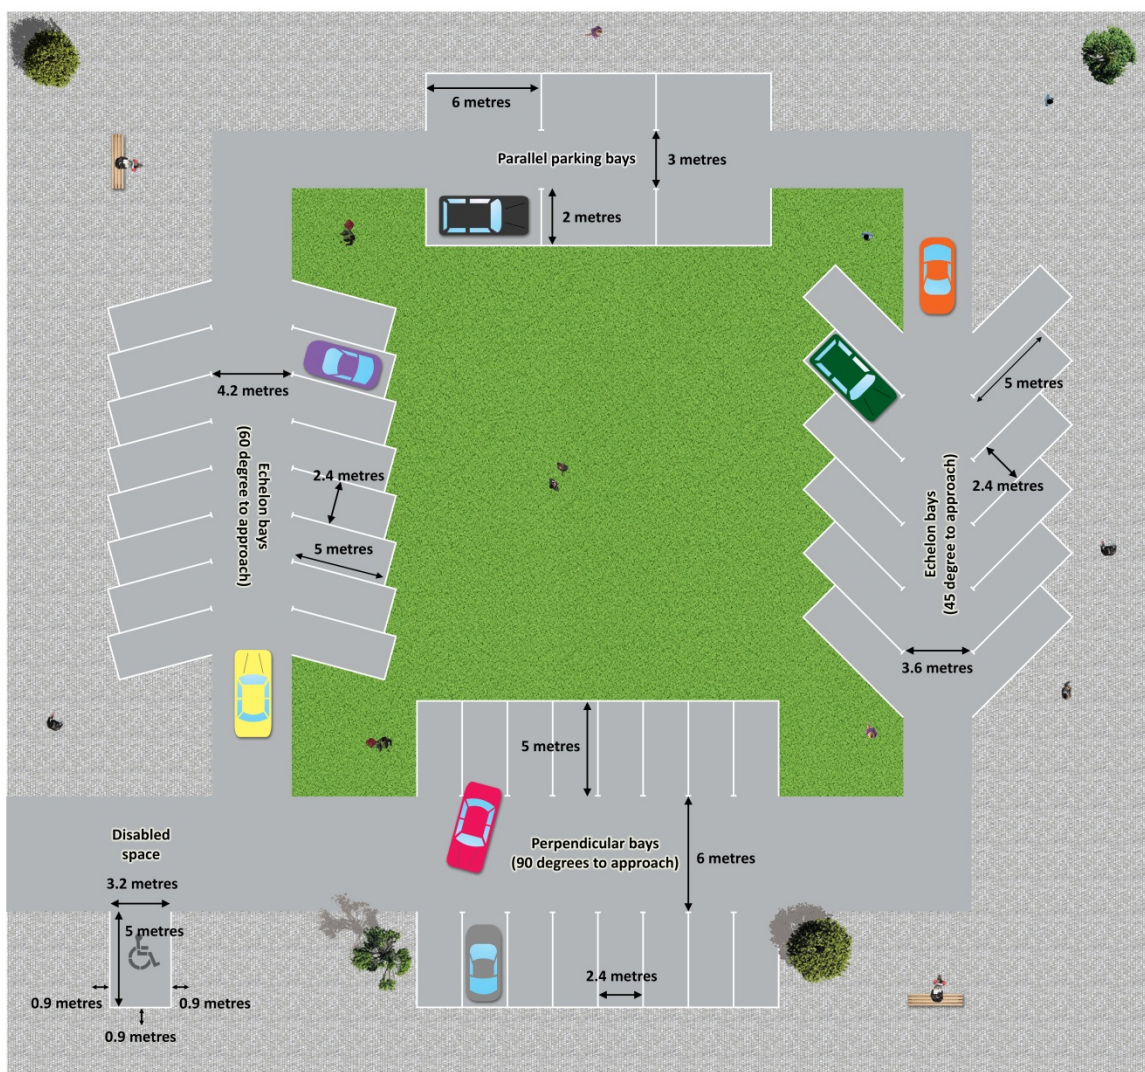 6 metres
Parallel parking bays
3 metres
2 metres
4.2 metres
Echelon bays
(60 degree to approach)
2.4 metres
5 metres
5 metres
2.4 metres
Echelon bays
(45 degree to approach)
3.6 metres
5 metres
Perpendicular bays
(90 degrees to approach)
6 metres
2.4 metres
Disabled
space
3.2 metres
5 metres
0.9 metres
0.9 metres
0.9 metres